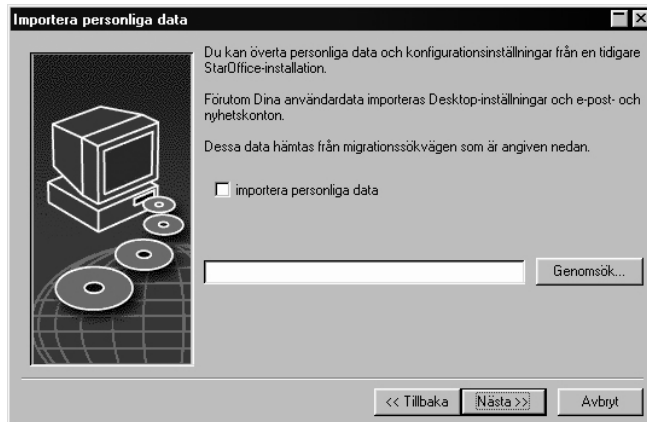 Importera personliga data
Du kan överta personliga data och konfigurationsinställningar från en tidigare
StarOffice-installation.
Förutom Dina användardata importeras Desktop-inställningar och e-post- och
nyhetskonton.
Dessa data hämtas från migrationssökvägen som är angiven nedan.
importera personliga data
Genomsök...
<< Tillbaka
Nästa >>
Avbryt